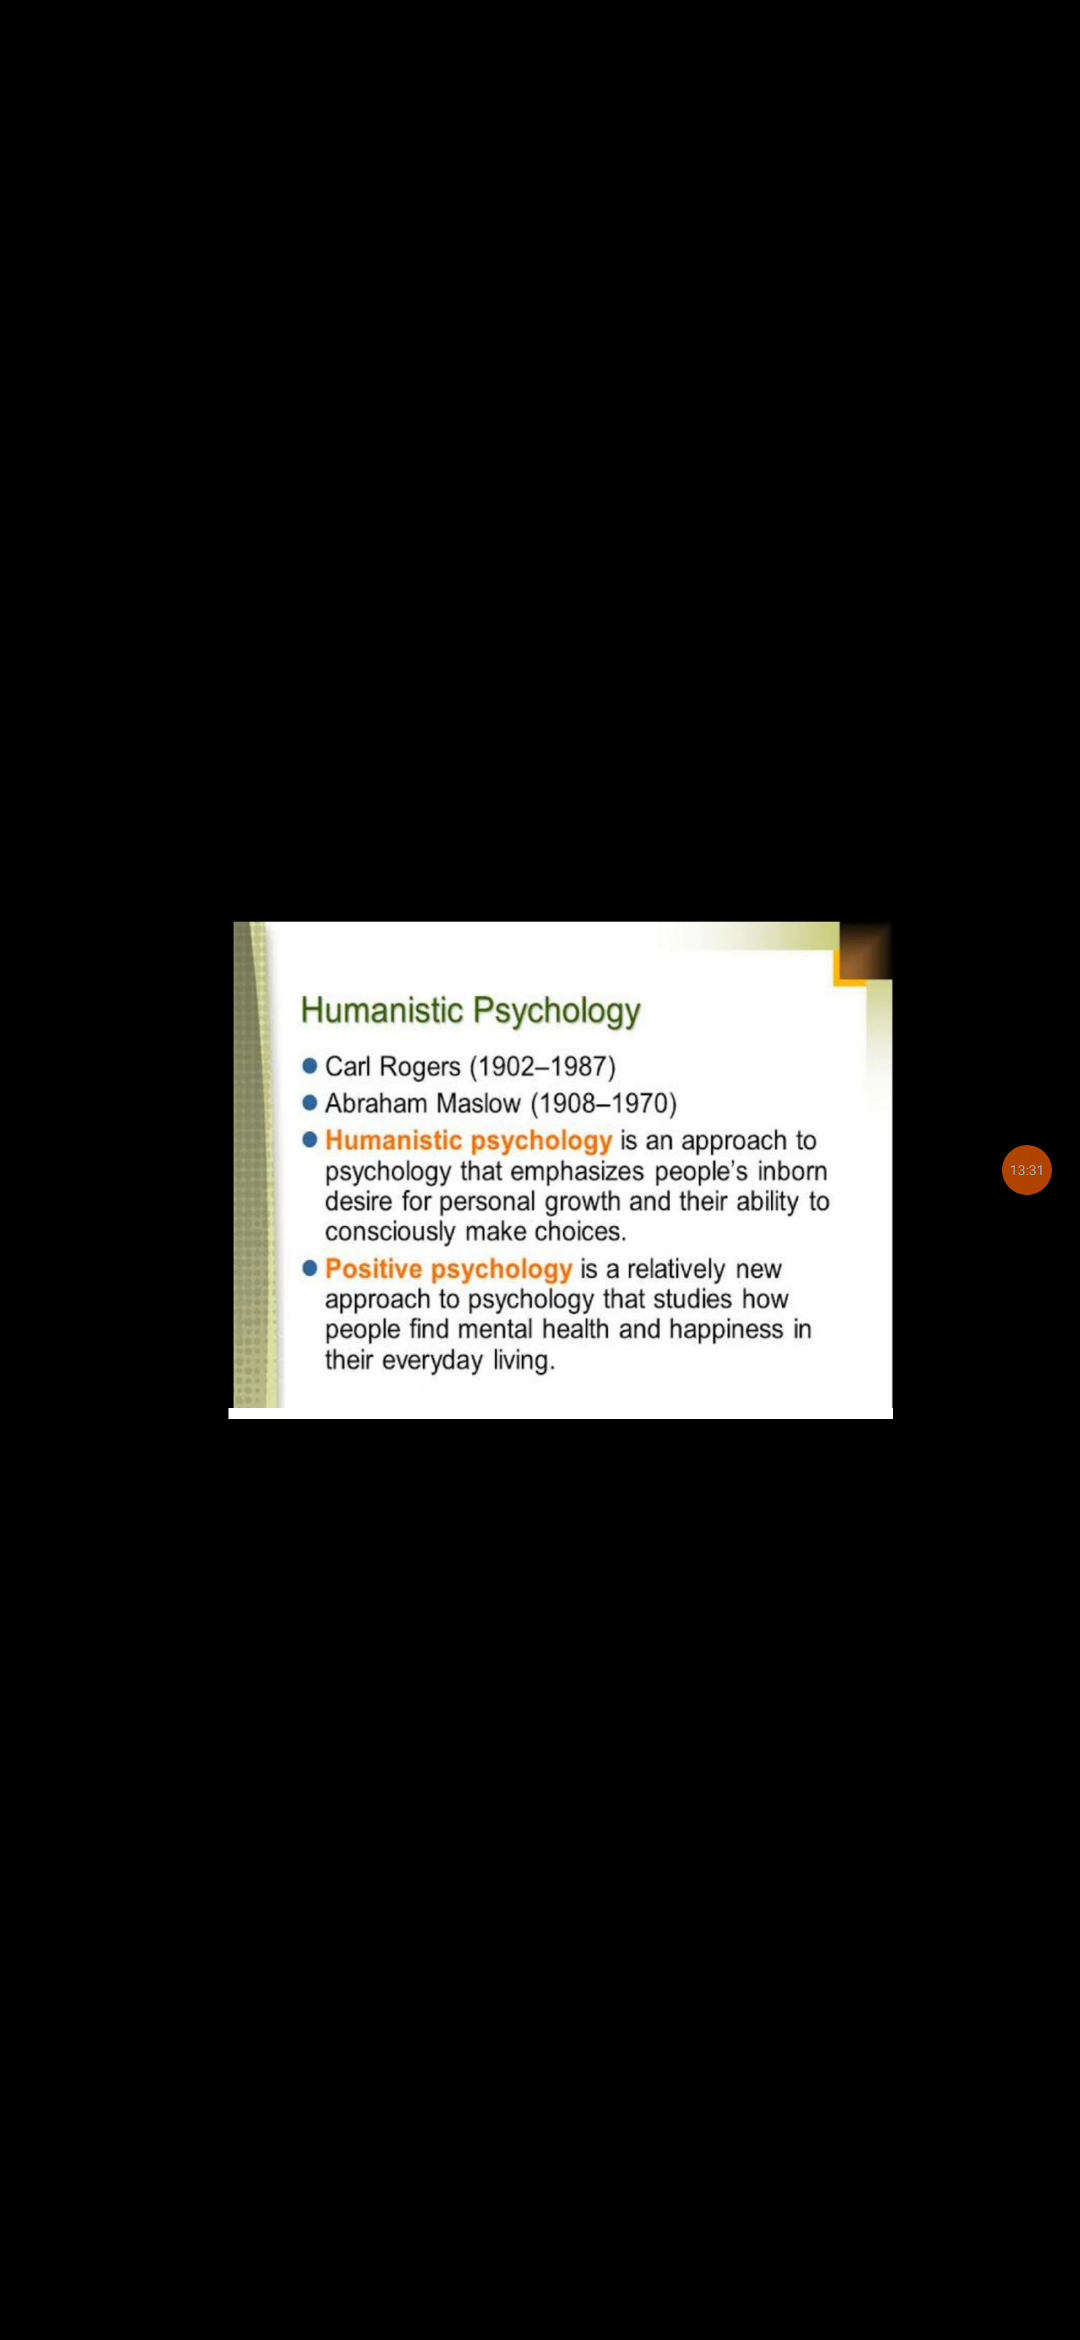 Humanistic Psychology
● Carl Rogers (1902–1987)
● Abraham Maslow (1908–1970)
● Humanistic psychology is an approach to
psychology that emphasizes people's inborn
desire for personal growth and their ability to
consciously make choices.
● Positive psychology is a relatively new
approach to psychology that studies how
people find mental health and happiness in
their everyday living.
13:31